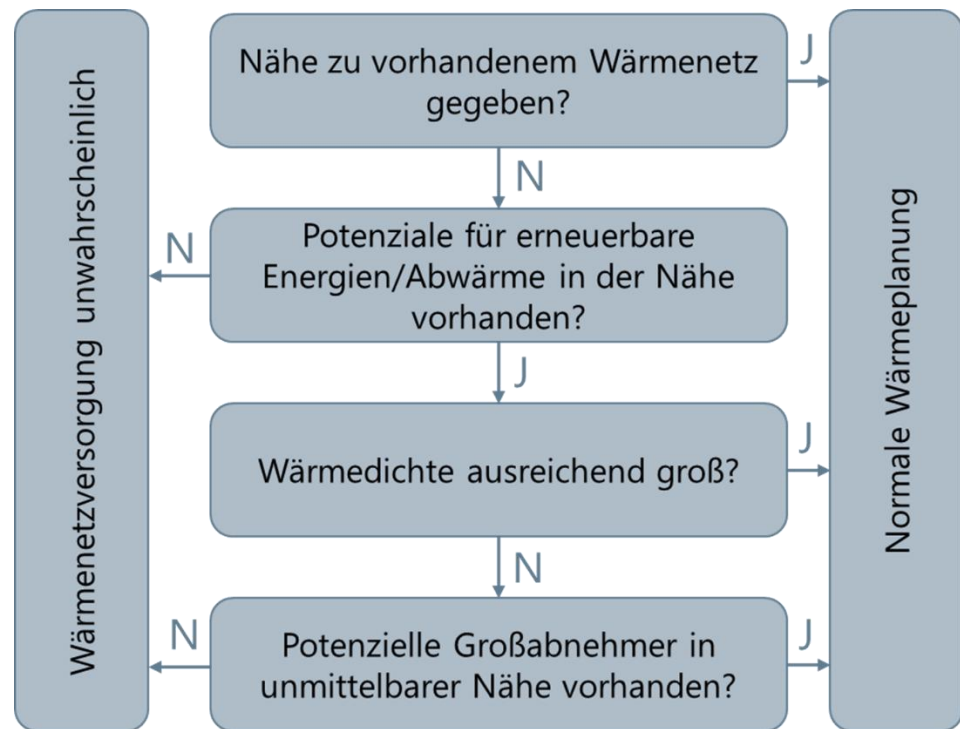 Wärmenetzversorgung unwahrscheinlich
Nähe zu vorhandenem Wärmenetz
gegeben?
J
N
Potenziale für erneuerbare
Energien/Abwärme in der Nähe
vorhanden?
N
J
Wärmedichte ausreichend groß?
J
N
Potenzielle Großabnehmer in
unmittelbarer Nähe vorhanden?
N
J
Normale Wärmeplanung